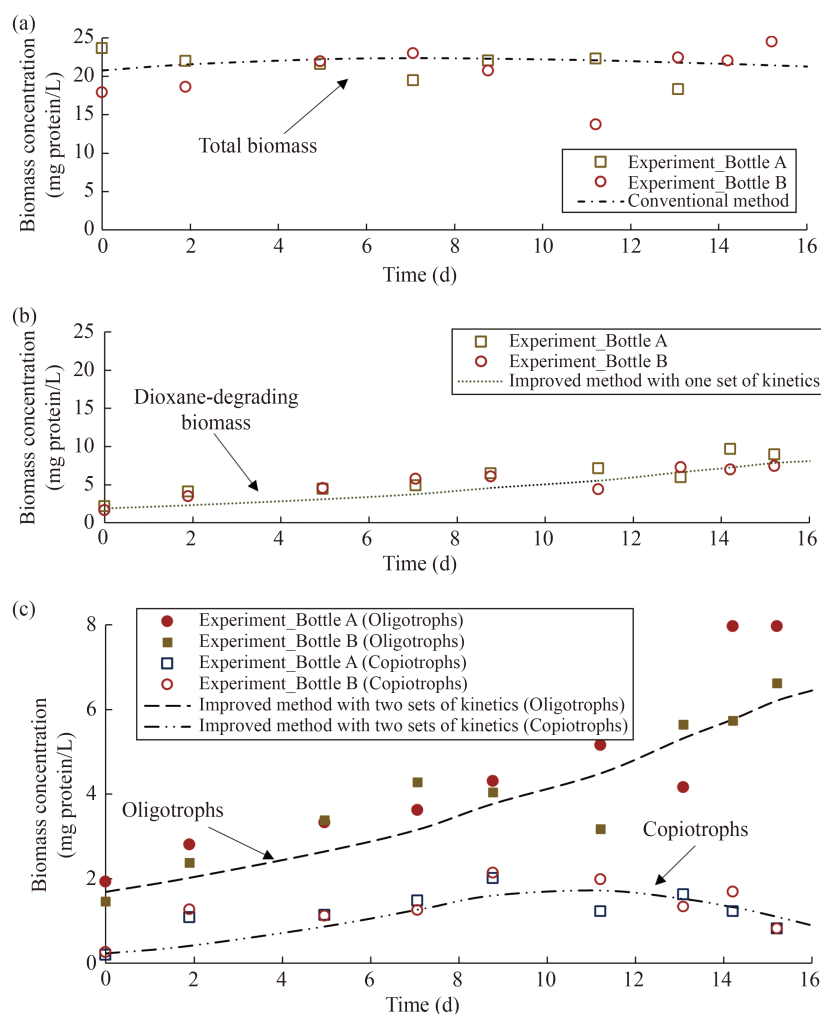 (a)
25
20
15
10
5
0
Biomass concentration
(mg protein/L)
Total biomass
Experiment_Bottle A
Experiment_Bottle B
Conventional method
0 2 4 6 8 10 12 14 16
Time (d)
(b)
25
20
15
10
5
0
Biomass concentration
(mg protein/L)
Dioxane-degrading
biomass
Experiment_Bottle A
Experiment_Bottle B
Improved method with one set of kinetics
0 2 4 6 8 10 12 14 16
Time (d)
(c)
8
6
4
2
0
Biomass concentration
(mg protein/L)
Experiment_Bottle A (Oligotrophs)
Experiment_Bottle B (Oligotrophs)
Experiment_Bottle A (Copiotrophs)
Experiment_Bottle B (Copiotrophs)
Improved method with two sets of kinetics (Oligotrophs)
Improved method with two sets of kinetics (Copiotrophs)
Oligotrophs
Copiotrophs
0 2 4 6 8 10 12 14 16
Time (d)